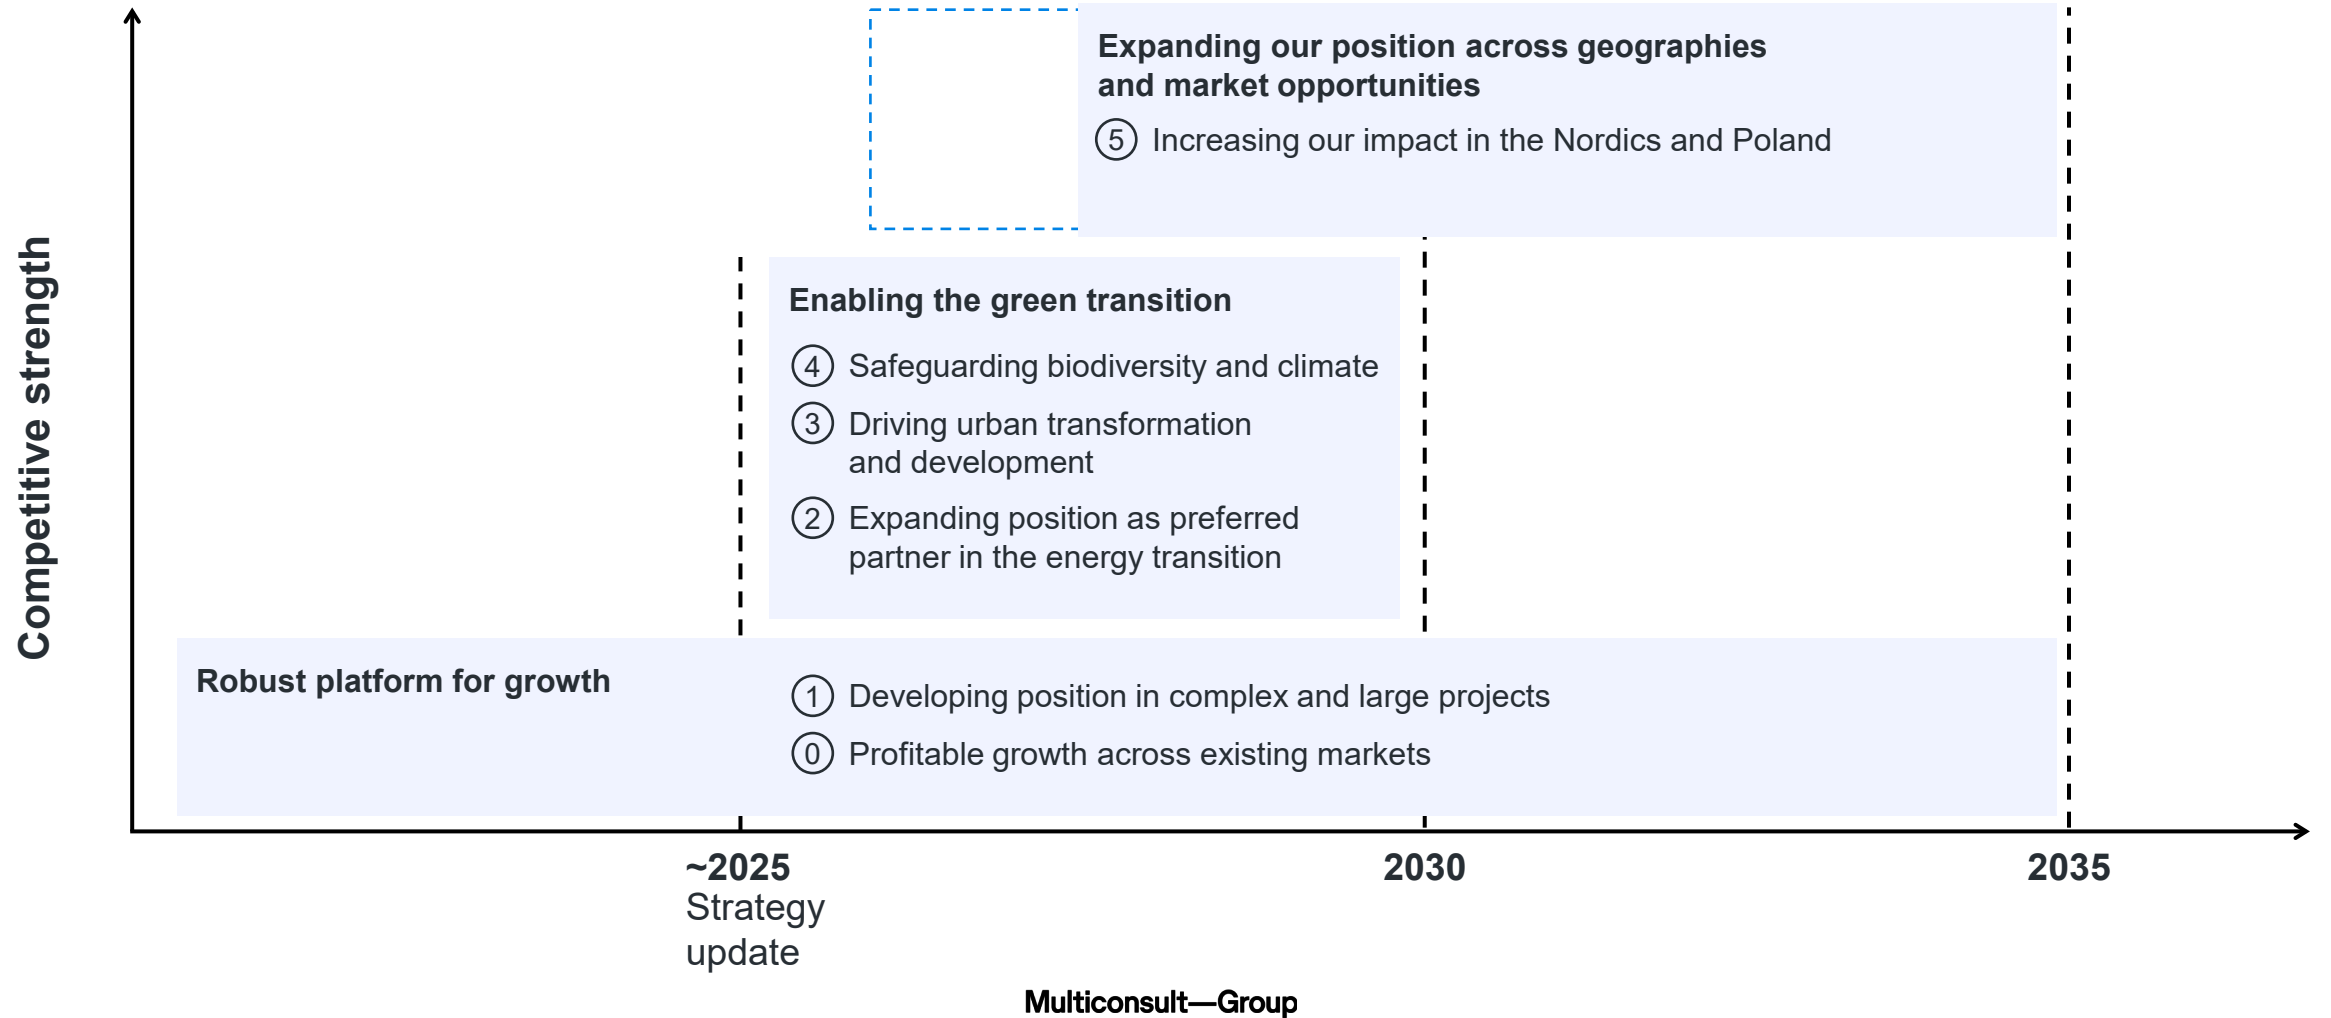 Competitive strength
Expanding our position across geographies
and market opportunities
5 Increasing our impact in the Nordics and Poland
Enabling the green transition
4 Safeguarding biodiversity and climate
3 Driving urban transformation
and development
2 Expanding position as preferred
partner in the energy transition
Robust platform for growth
1 Developing position in complex and large projects
0 Profitable growth across existing markets
~2025
Strategy
update
2030
2035
Multiconsult—Group